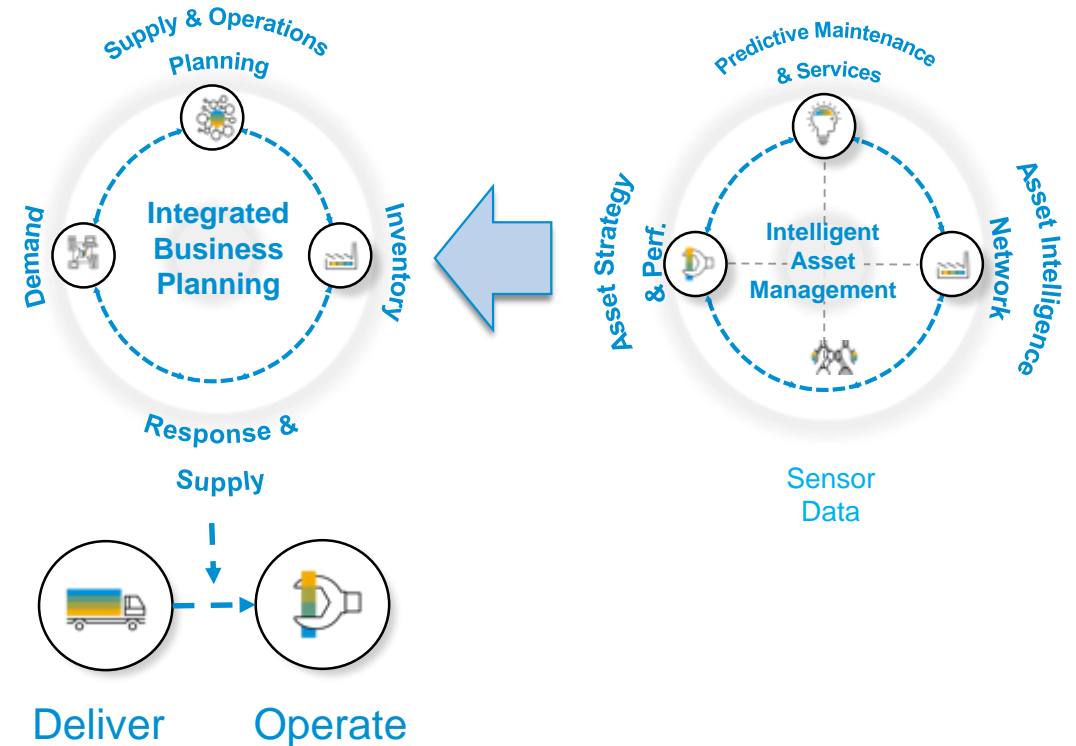 Supply & Operations
Planning
Demand
Integrated
Business
Planning
Inventory
Response &
Supply
Deliver
Operate
Predictive Maintenance
& Services
Asset Strategy
& Perf.
Intelligent
Asset
Management
Asset Intelligence
Network
Sensor
Data